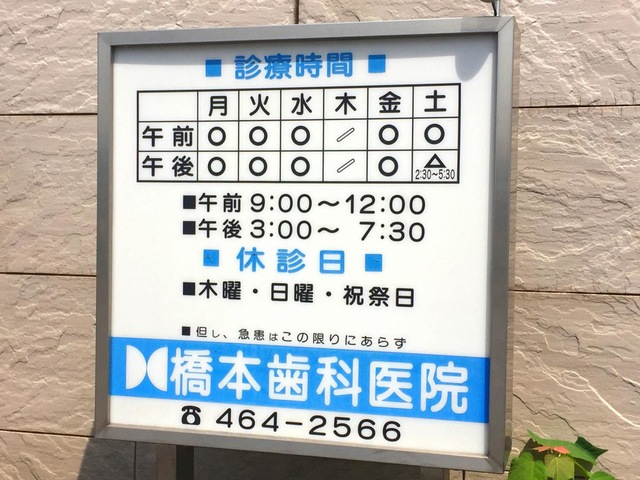 ■ 診療時間 ■
月 火 水 木 金 土
午前 ○ ○ ○ ／ ○ ○
午後 ○ ○ ○ ／ ○ △
2:30~5:30
■午前 9:00～12:00
■午後 3:00～ 7:30
■ 休診日 ■
■木曜・日曜・祝祭日
■但し、急患はこの限りにあらず
橋本歯科医院
☎ 464-2566